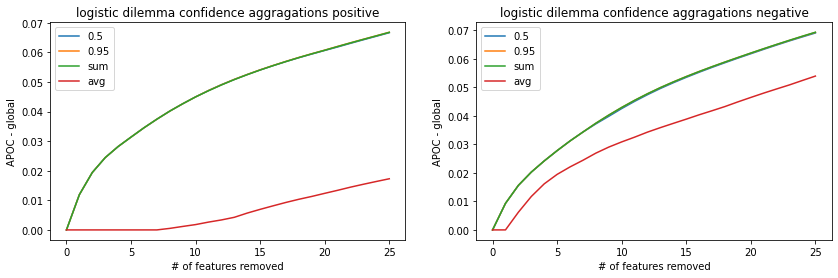 logistic dilemma confidence aggragations positive
0.07
0.06
0.05
0.04
0.03
0.02
0.01
0.00
APOC - global
0.5
0.95
sum
avg
0 5 10 15 20 25
# of features removed
logistic dilemma confidence aggragations negative
0.07
0.06
0.05
0.04
0.03
0.02
0.01
0.00
APOC - global
0.5
0.95
sum
avg
0 5 10 15 20 25
# of features removed